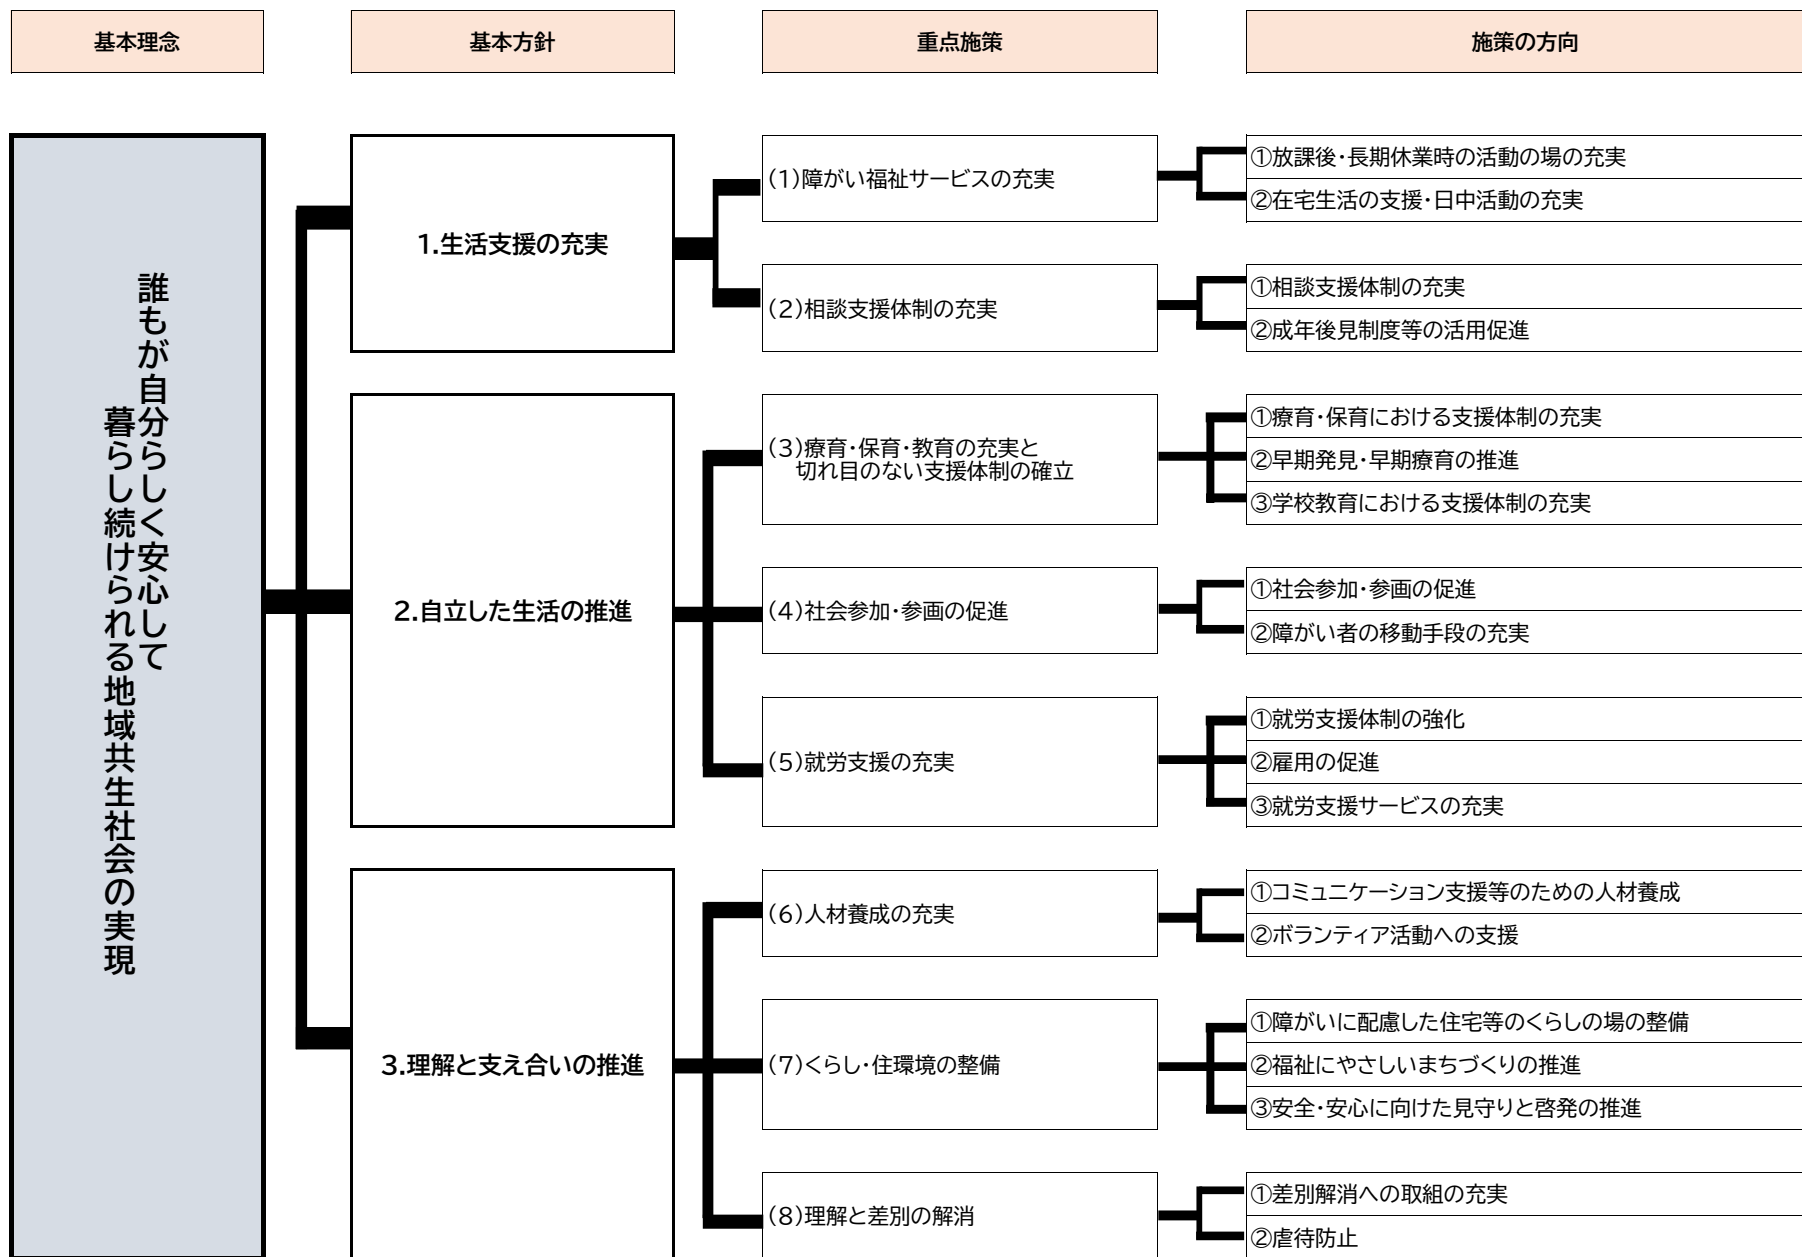 基本理念
基本方針
重点施策
施策の方向
誰もが自分らしく安心して
暮らし続けられる地域共生社会の実現
1.生活支援の充実
(1)障がい福祉サービスの充実
①放課後・長期休業時の活動の場の充実
②在宅生活の支援・日中活動の充実
(2)相談支援体制の充実
①相談支援体制の充実
②成年後見制度等の活用促進
2.自立した生活の推進
(3)療育・保育・教育の充実と
切れ目のない支援体制の確立
①療育・保育における支援体制の充実
②早期発見・早期療育の推進
③学校教育における支援体制の充実
(4)社会参加・参画の促進
①社会参加・参画の促進
②障がい者の移動手段の充実
(5)就労支援の充実
①就労支援体制の強化
②雇用の促進
③就労支援サービスの充実
3.理解と支え合いの推進
(6)人材養成の充実
①コミュニケーション支援等のための人材養成
②ボランティア活動への支援
(7)くらし・住環境の整備
①障がいに配慮した住宅等のくらしの場の整備
②福祉にやさしいまちづくりの推進
③安全・安心に向けた見守りと啓発の推進
(8)理解と差別の解消
①差別解消への取組の充実
②虐待防止